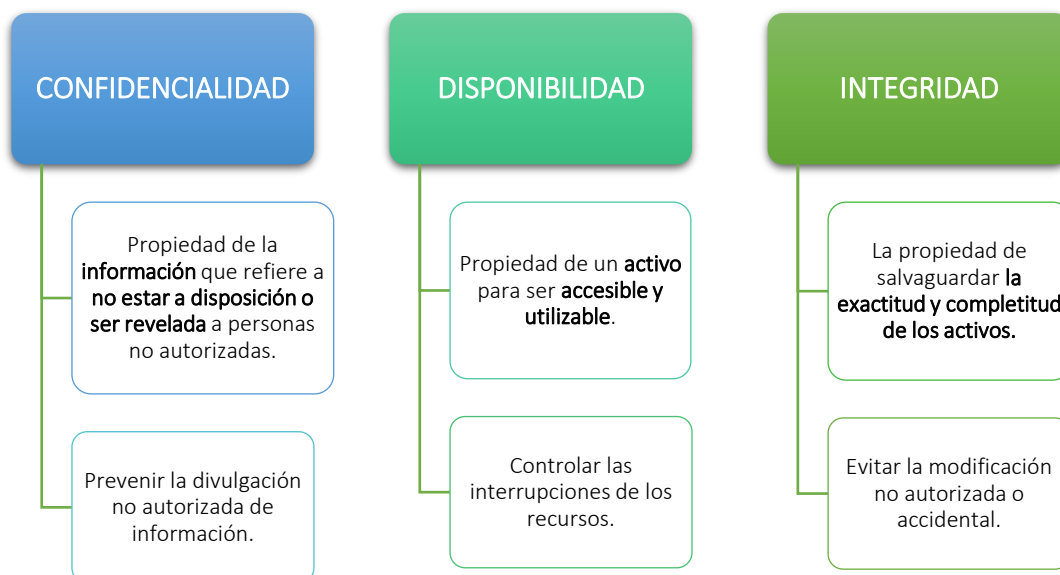 CONFIDENCIALIDAD
Propiedad de la
información que refiere a
no estar a disposición o
ser revelada a personas
no autorizadas.
Prevenir la divulgación
no autorizada de
información.
DISPONIBILIDAD
Propiedad de un activo
para ser accesible y
utilizable.
Controlar las
interrupciones de los
recursos.
INTEGRIDAD
La propiedad de
salvaguardar la
exactitud y completitud
de los activos.
Evitar la modificación
no autorizada o
accidental.